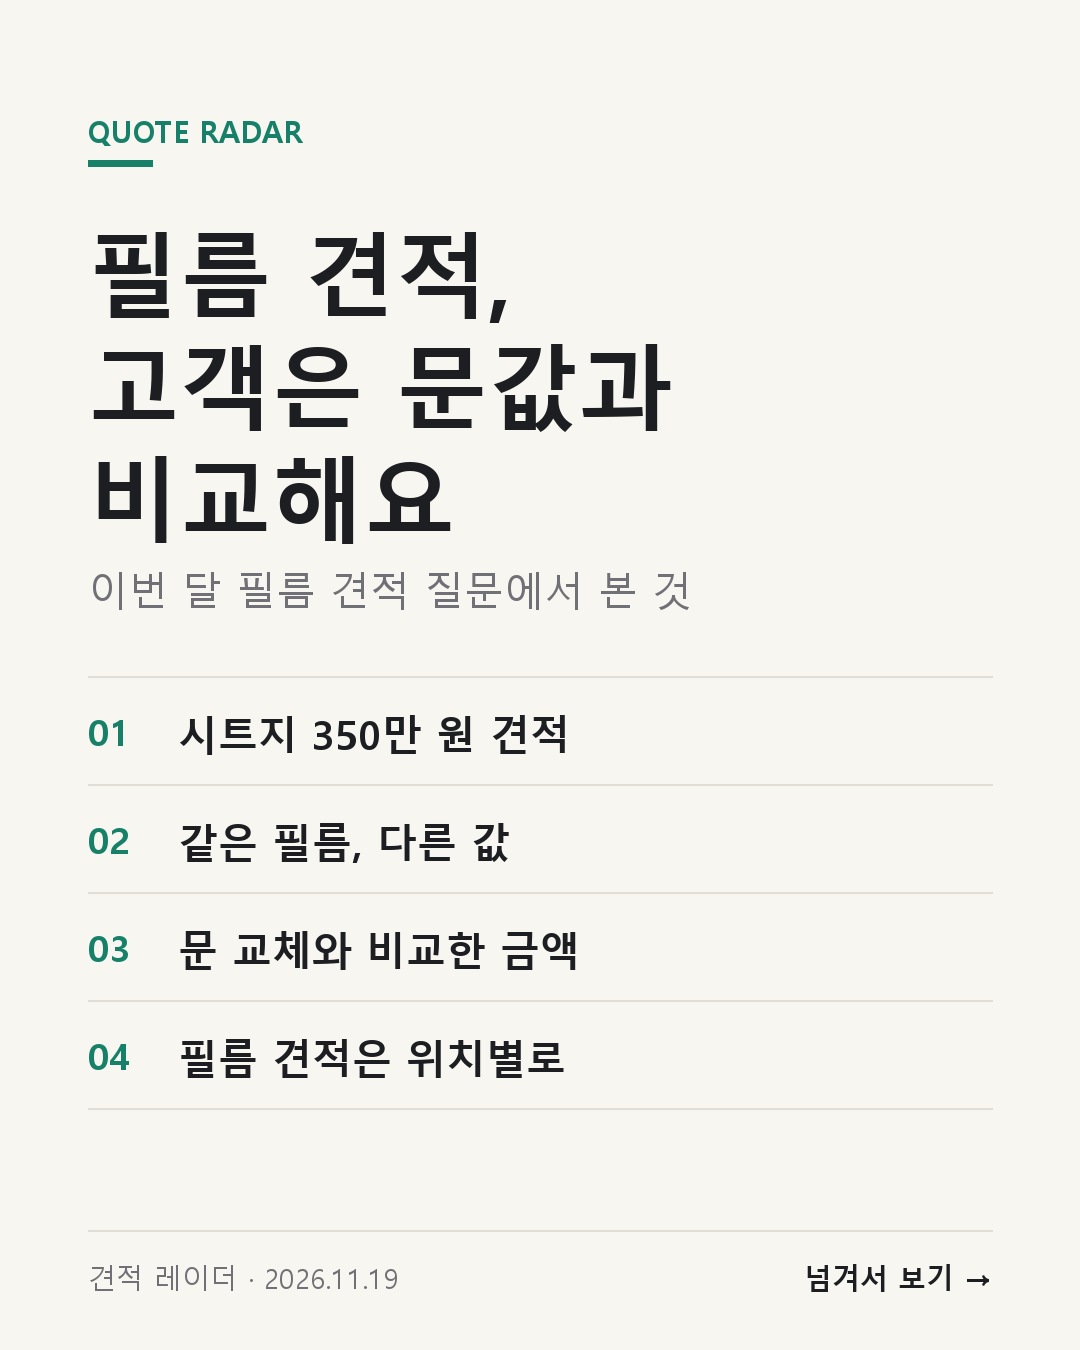 QUOTE RADAR
필름 견적,
고객은 문값과
비교해요
이번 달 필름 견적 질문에서 본 것
01 시트지 350만 원 견적
02 같은 필름, 다른 값
03 문 교체와 비교한 금액
04 필름 견적은 위치별로
견적 레이더 · 2026.11.19
넘겨서 보기 →